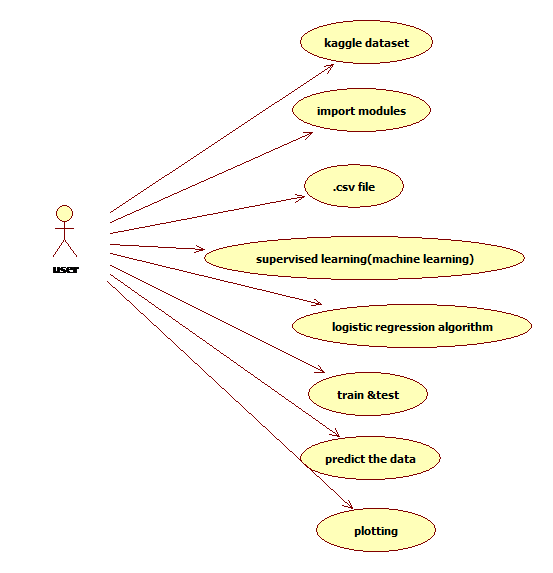 kaggle dataset
import modules
.csv file
user
supervised learning(machine learning)
logistic regression algorithm
train &test
predict the data
plotting